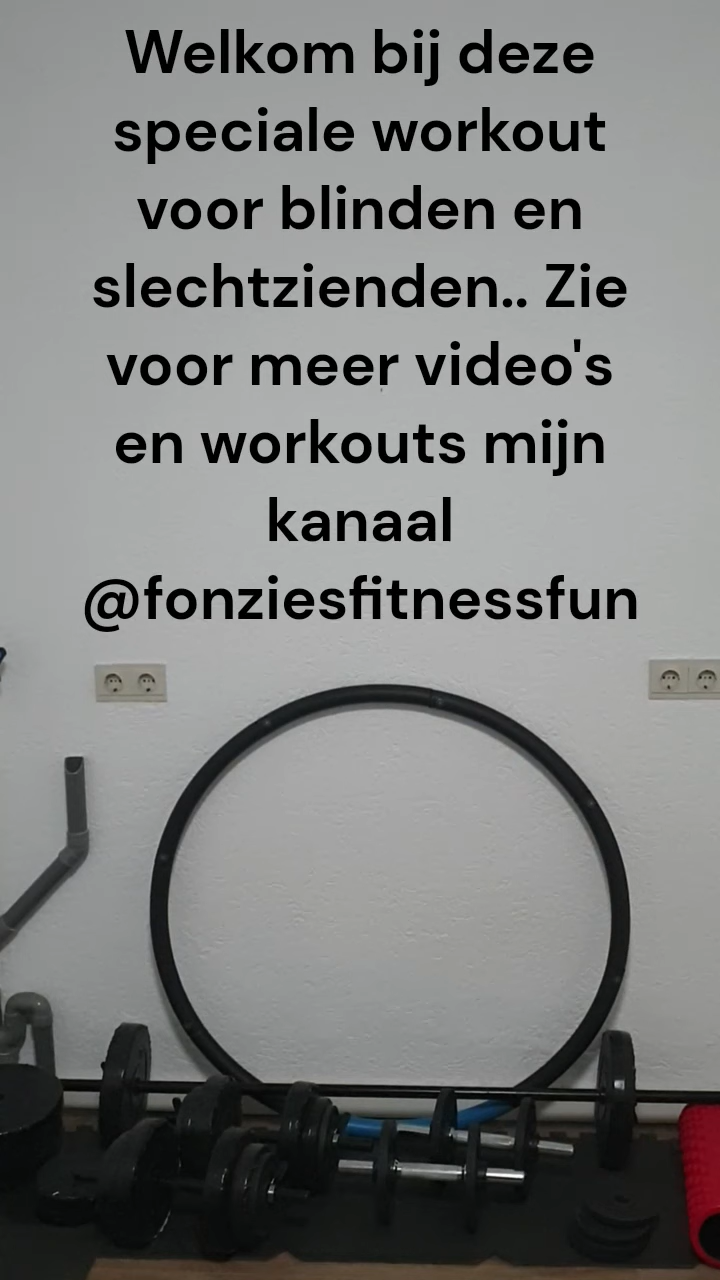 Welkom bij deze
speciale workout
voor blinden en
slechtzienden.. Zie
voor meer video's
en workouts mijn
kanaal
@fonziesfitnessfun